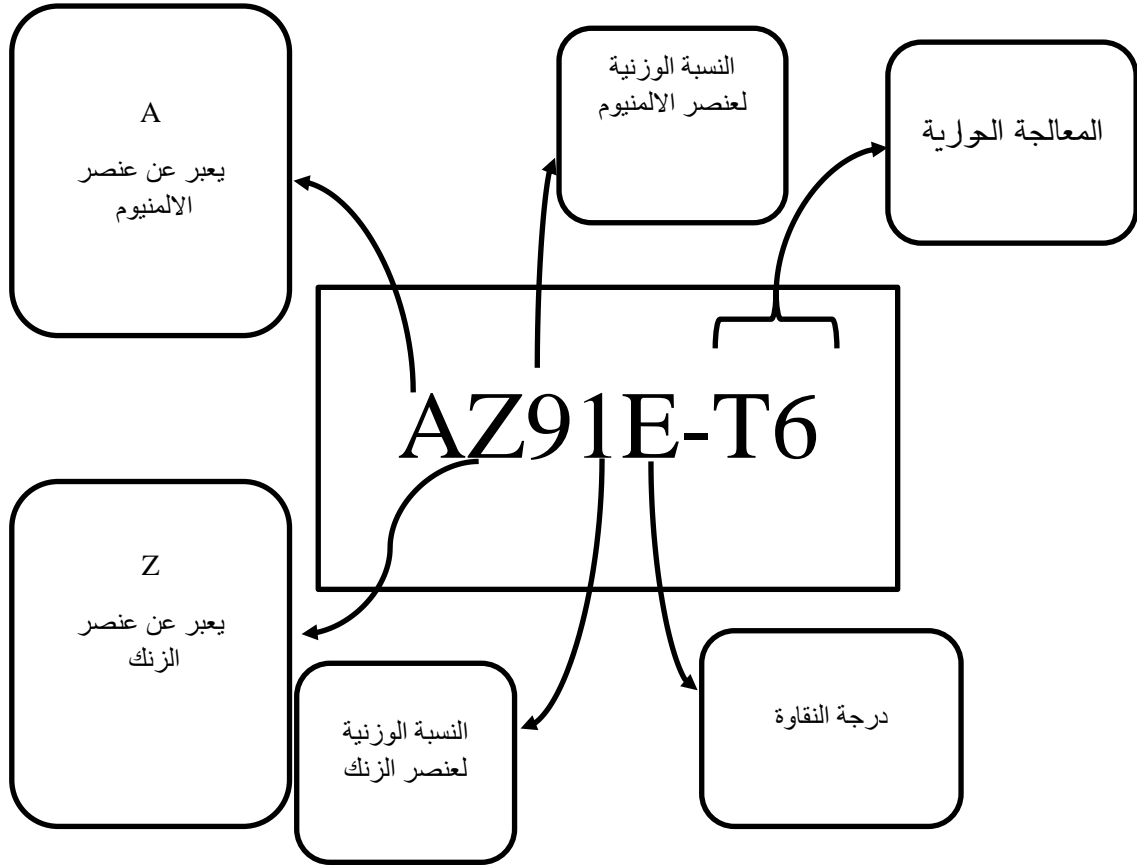 A
يعبر عن عنصر
الالمنيوم
النسبة الوزنية
لعنصر الالمنيوم
المعالجة الحرارية
AZ91E-T6
Z
يعبر عن عنصر
الزنك
النسبة الوزنية
لعنصر الزنك
درجة النقاوة